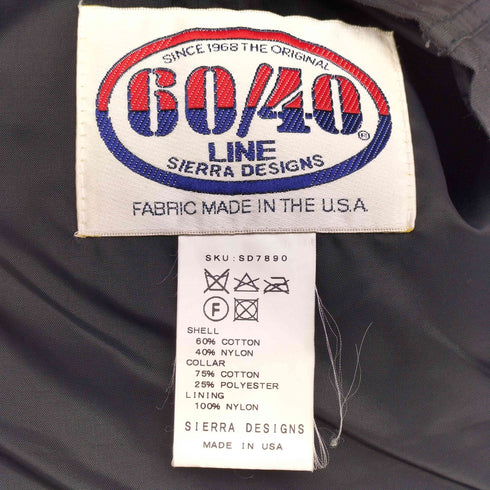 SINCE 1968 THE ORIGINAL
60/40®
LINE
SIERRA DESIGNS
FABRIC MADE IN THE U.S.A.
SKU:SD7890
F
SHELL
60% COTTON
40% NYLON
COLLAR
75% COTTON
25% POLYESTER
LINING
100% NYLON
SIERRA DESIGNS
MADE IN USA